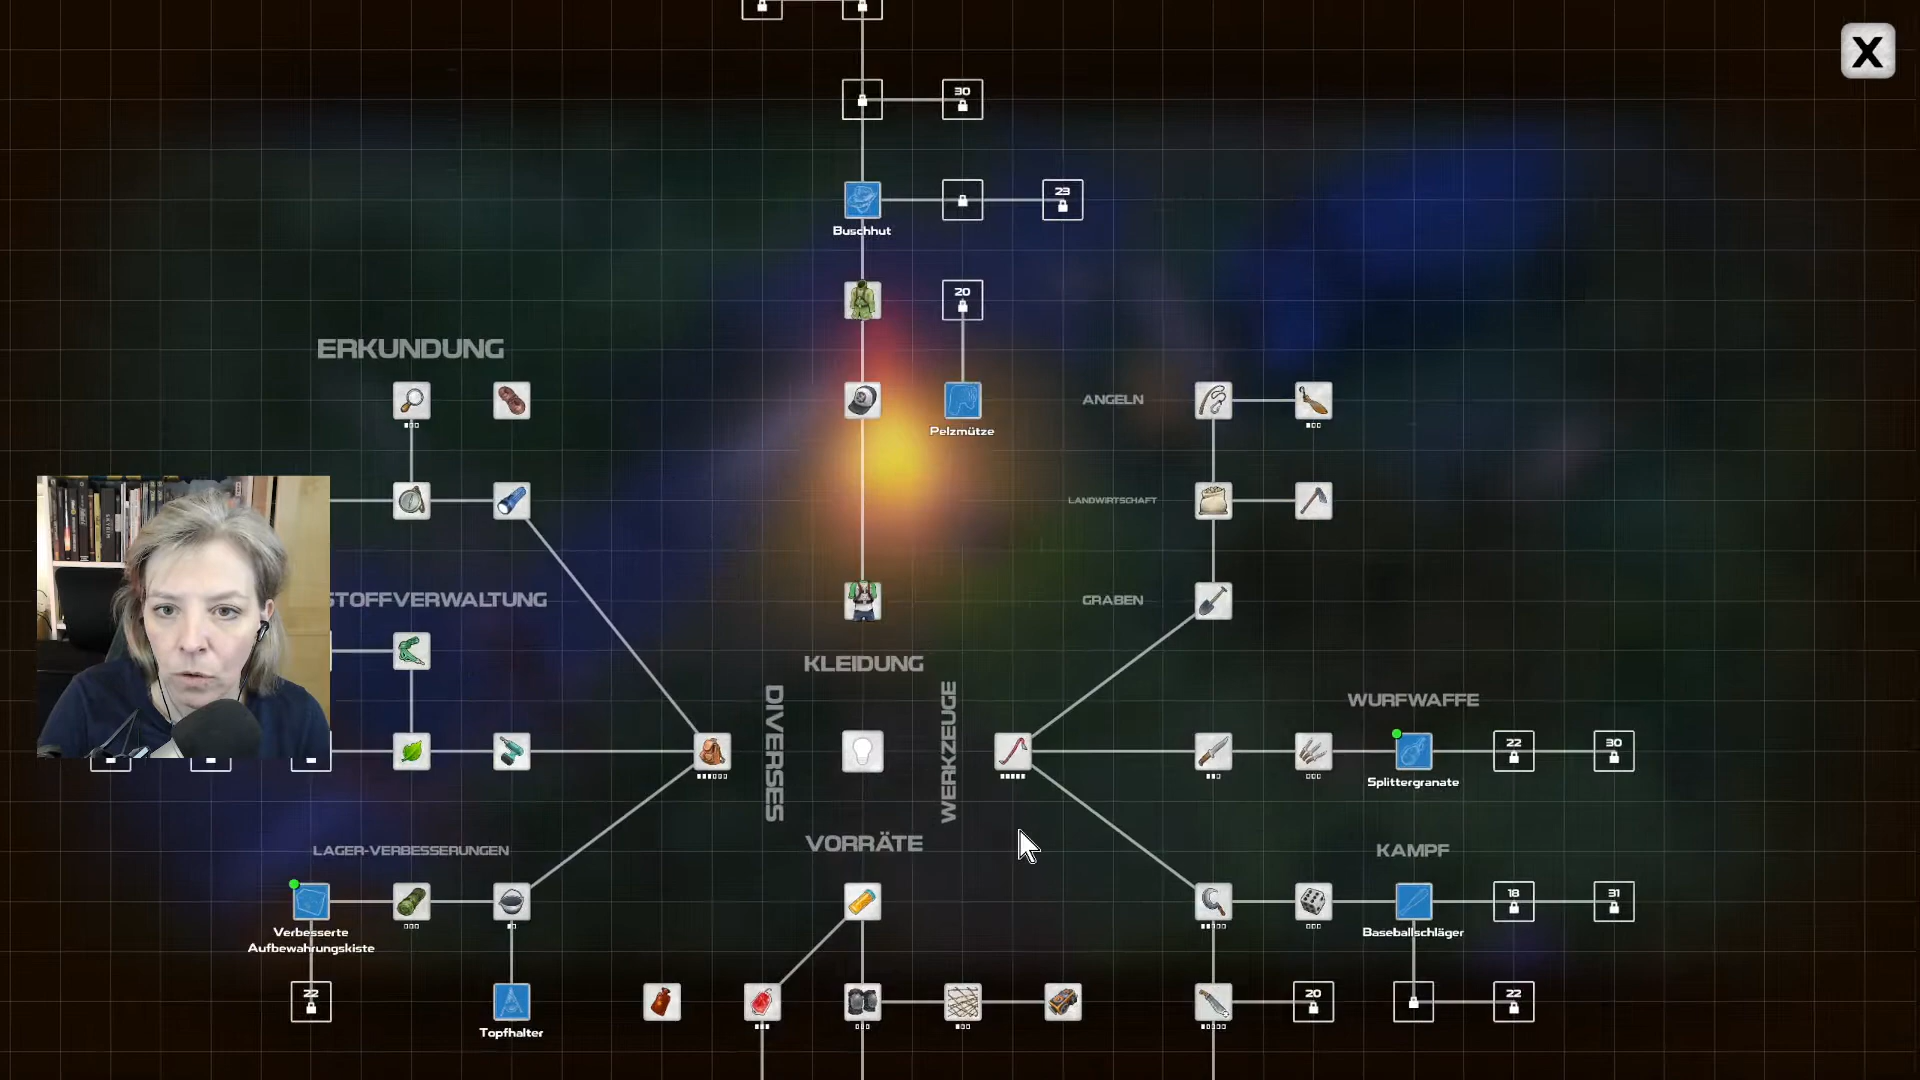 X
30
23
Buschhut
20
ERKUNDUNG
Pelzmütze
ANGELN
LANDWIRTSCHAFT
STOFFVERWALTUNG
GRABEN
KLEIDUNG
DIVERSES
WERKZEUGE
WURFWAFFE
22
30
Splittergranate
VORRÄTE
LAGER-VERBESSERUNGEN
KAMPF
18
31
Verbesserte
Aufbewahrungskiste
Baseballschläger
22
Topfhalter
20
22